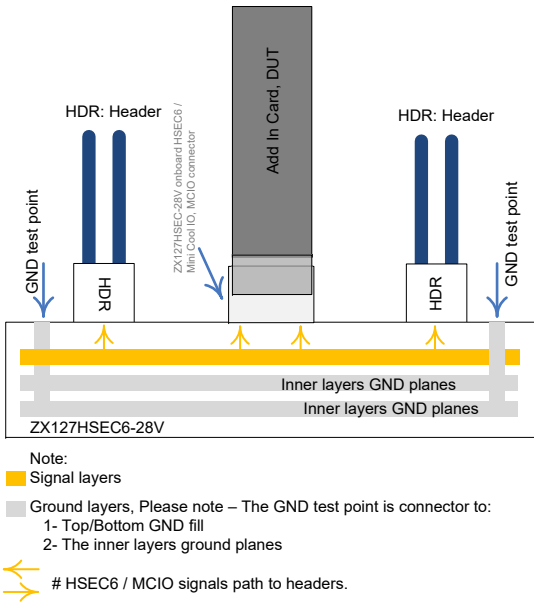 Add In Card, DUT
HDR: Header
HDR: Header
ZX127HSEC-28V onboard HSEC6 /
Mini Cool IO, MCIO connector
GND test point
GND test point
HDR
HDR
Inner layers GND planes
Inner layers GND planes
ZX127HSEC6-28V
Note:
Signal layers
Ground layers, Please note – The GND test point is connector to:
1- Top/Bottom GND fill
2- The inner layers ground planes
# HSEC6 / MCIO signals path to headers.